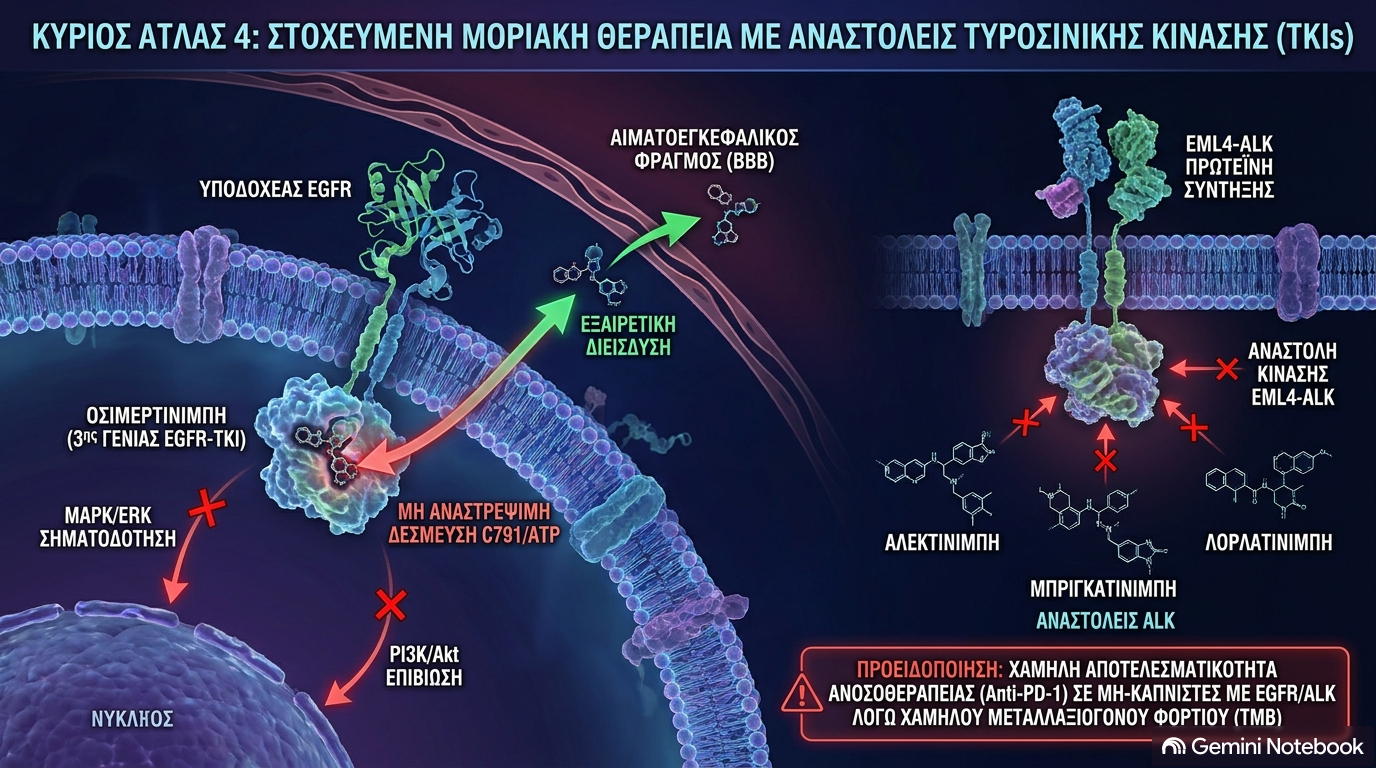 ΚΥΡΙΟΣ ΑΤΛΑΣ 4: ΣΤΟΧΕΥΜΕΝΗ ΜΟΡΙΑΚΗ ΘΕΡΑΠΕΙΑ ΜΕ ΑΝΑΣΤΟΛΕΙΣ ΤΥΡΟΣΙΝΙΚΗΣ ΚΙΝΑΣΗΣ (TKIs)
ΥΠΟΔΟΧΕΑΣ EGFR
ΑΙΜΑΤΟΕΓΚΕΦΑΛΙΚΟΣ
ΦΡΑΓΜΟΣ (BBB)
ΕΞΑΙΡΕΤΙΚΗ
ΔΙΕΙΣΔΥΣΗ
ΟΣΙΜΕΡΤΙΝΙΜΠΗ
(3ης ΓΕΝΙΑΣ EGFR-TKI)
MAPK/ERK
ΣΗΜΑΤΟΔΟΤΗΣΗ
ΜΗ ΑΝΑΣΤΡΕΨΙΜΗ
ΔΕΣΜΕΥΣΗ C791/ATP
PI3K/Akt
ΕΠΙΒΙΩΣΗ
EML4-ALK
ΠΡΩΤΕΪΝΗ
ΣΥΝΤΗΞΗΣ
ΑΝΑΣΤΟΛΗ
ΚΙΝΑΣΗΣ
EML4-ALK
ΑΛΕΚΤΙΝΙΜΠΗ
ΜΠΡΙΓΚΑΤΙΝΙΜΠΗ
ΛΟΡΛΑΤΙΝΙΜΠΗ
ΑΝΑΣΤΟΛΕΙΣ ALK
ΠΡΟΕΙΔΟΠΟΙΗΣΗ: ΧΑΜΗΛΗ ΑΠΟΤΕΛΕΣΜΑΤΙΚΟΤΗΤΑ
ΑΝΟΣΟΘΕΡΑΠΕΙΑΣ (Anti-PD-1) ΣΕ ΜΗ-ΚΑΠΝΙΣΤΕΣ ΜΕ EGFR/ALK
ΛΟΓΩ ΧΑΜΗΛΟΥ ΜΕΤΑΛΛΑΞΙΟΓΟΝΟΥ ΦΟΡΤΙΟΥ (TMB)
Gemini Notebook